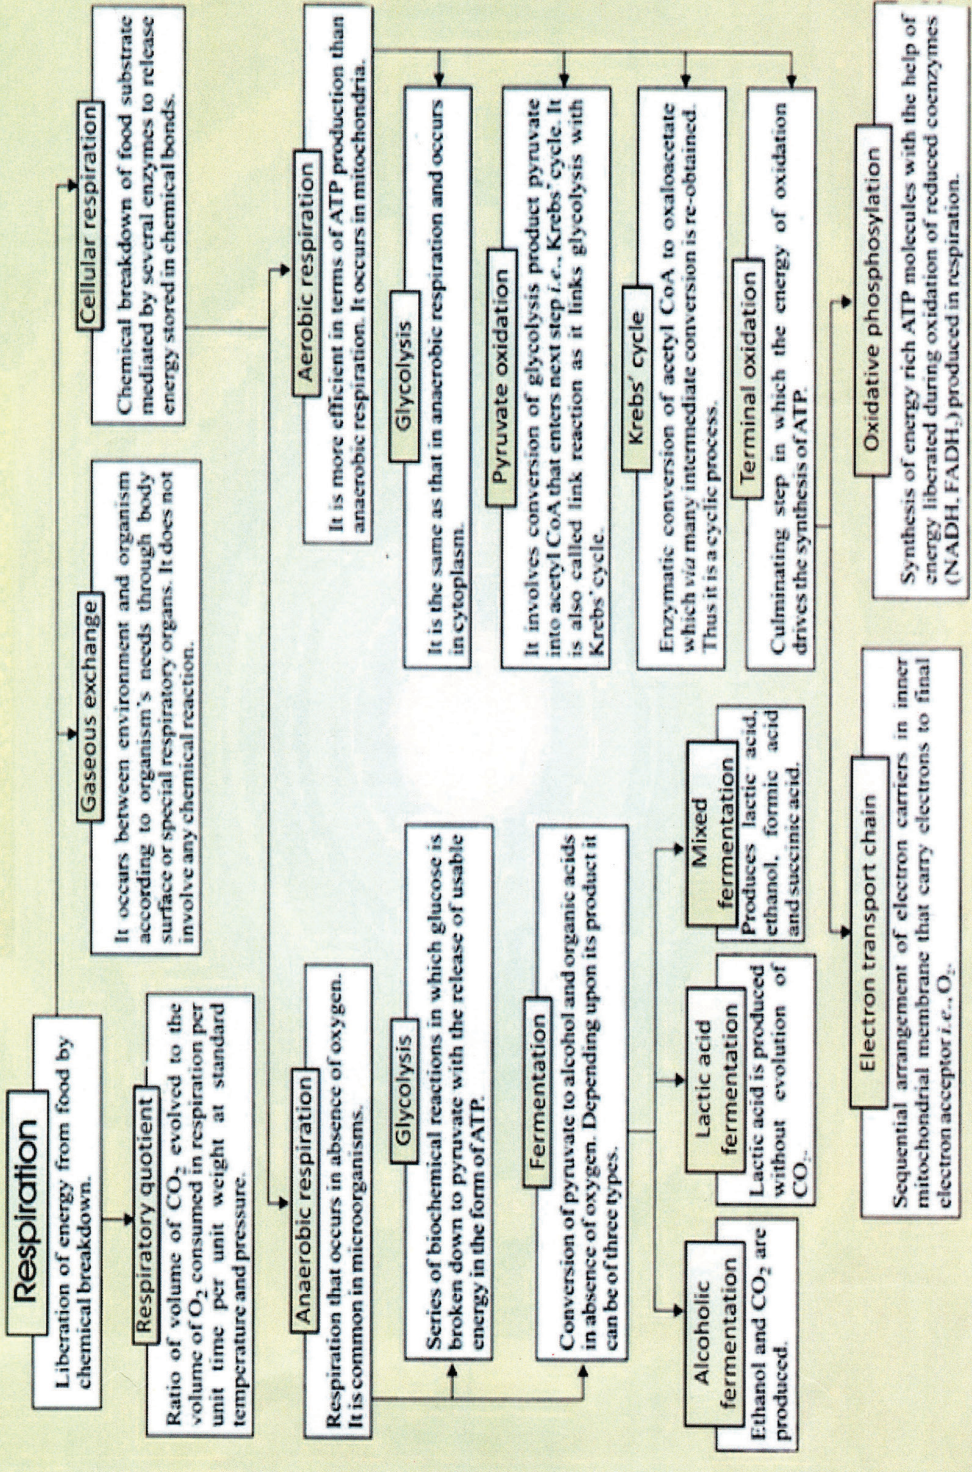 Respiration
Liberation of energy from food by
chemical breakdown.
Respiratory quotient
Ratio of volume of CO₂ evolved to the
volume of O₂ consumed in respiration per
unit time per unit weight at standard
temperature and pressure.
Gaseous exchange
It occurs between environment and organism
according to organism's needs through body
surface or special respiratory organs. It does not
involve any chemical reaction.
Cellular respiration
Chemical breakdown of food substrate
mediated by several enzymes to release
energy stored in chemical bonds.
Anaerobic respiration
Respiration that occurs in absence of oxygen.
It is common in microorganisms.
Glycolysis
Series of biochemical reactions in which glucose is
broken down to pyruvate with the release of usable
energy in the form of ATP.
Fermentation
Conversion of pyruvate to alcohol and organic acids
in absence of oxygen. Depending upon its product it
can be of three types.
Alcoholic
fermentation
Ethanol and CO₂ are
produced.
Lactic acid
fermentation
Lactic acid is produced
without evolution of
CO₂.
Mixed
fermentation
Produces lactic acid,
ethanol, formic acid
and succinic acid.
Aerobic respiration
It is more efficient in terms of ATP production than
anaerobic respiration. It occurs in mitochondria.
Glycolysis
It is the same as that in anaerobic respiration and occurs
in cytoplasm.
Pyruvate oxidation
It involves conversion of glycolysis product pyruvate
into acetyl CoA that enters next step i.e., Krebs' cycle. It
is also called link reaction as it links glycolysis with
Krebs' cycle.
Krebs' cycle
Enzymatic conversion of acetyl CoA to oxaloacetate
which via many intermediate conversion is re-obtained.
Thus it is a cyclic process.
Terminal oxidation
Culminating step in which the energy of oxidation
drives the synthesis of ATP.
Electron transport chain
Sequential arrangement of electron carriers in inner
mitochondrial membrane that carry electrons to final
electron acceptor i.e., O₂.
Oxidative phosphorylation
Synthesis of energy rich ATP molecules with the help of
energy liberated during oxidation of reduced coenzymes
(NADH, FADH₂) produced in respiration.